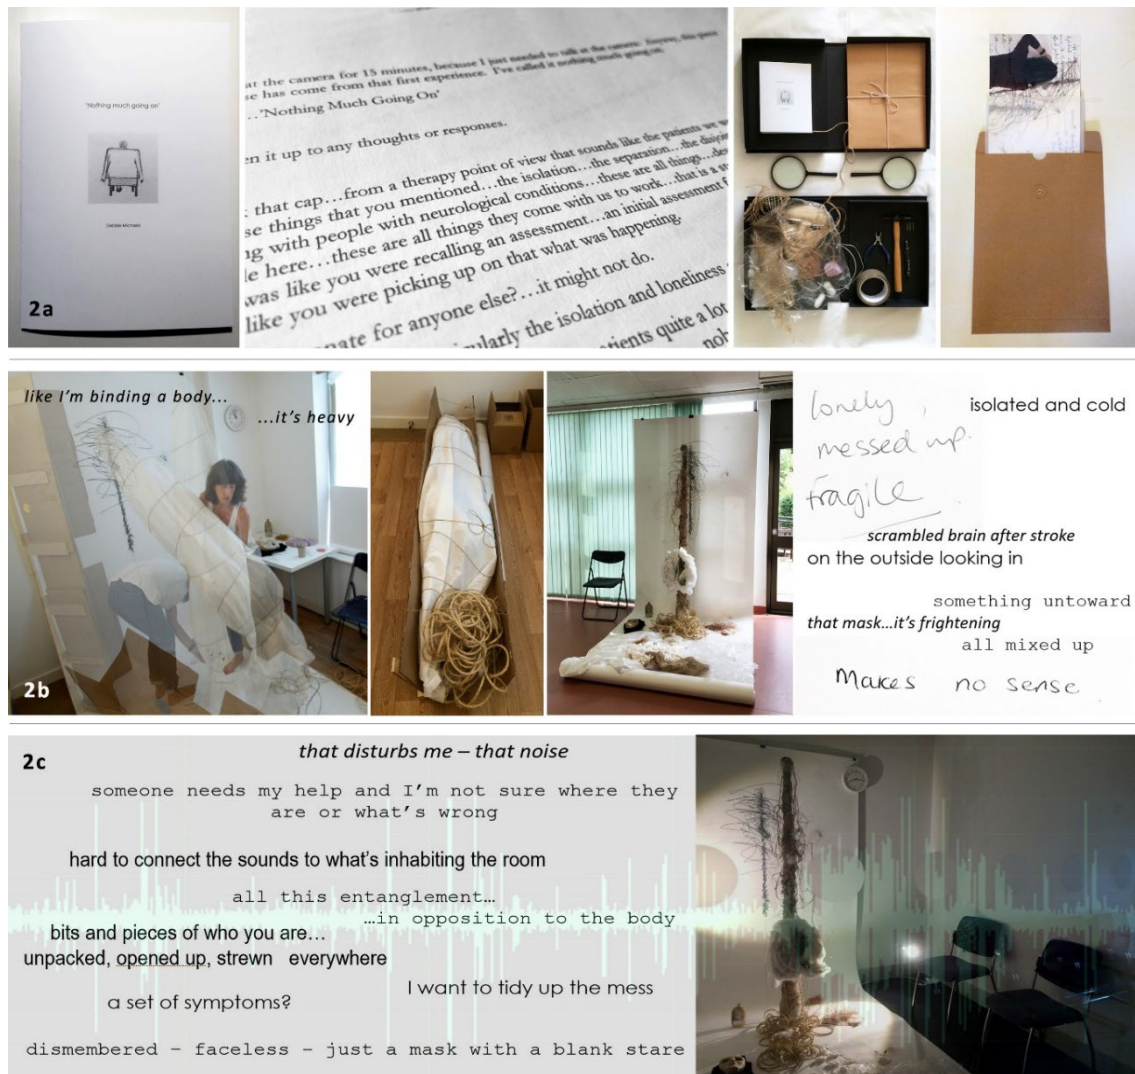 'Nothing much going on'
Debbie Michaels
2a
at the camera for 15 minutes, because I just needed to talk at the camera. Anyway, this piece
se has come from that first experience. I've called it nothing much going on.
…'Nothing Much Going On'
en it up to any thoughts or responses.
that cap…from a therapy point of view that sounds like the patients we
se things that you mentioned…the isolation…the separation…the
ng with people with neurological conditions…these are all things…
le here…these are all things they come with us to work…that is a
was like you were recalling an assessment…an initial assessment
like you were picking up on that what was happening.
nate for anyone else?…it might not do.
ularly the isolation and loneliness
tients quite a lot
like I'm binding a body…
…it's heavy
2b
lonely,
messed up.
fragile
isolated and cold
scrambled brain after stroke
on the outside looking in
something untoward
that mask…it's frightening
all mixed up
Makes no sense.
2c
that disturbs me – that noise
someone needs my help and I'm not sure where they
are or what's wrong
hard to connect the sounds to what's inhabiting the room
all this entanglement…
…in opposition to the body
bits and pieces of who you are…
unpacked, opened up, strewn everywhere
a set of symptoms?
I want to tidy up the mess
dismembered – faceless – just a mask with a blank stare